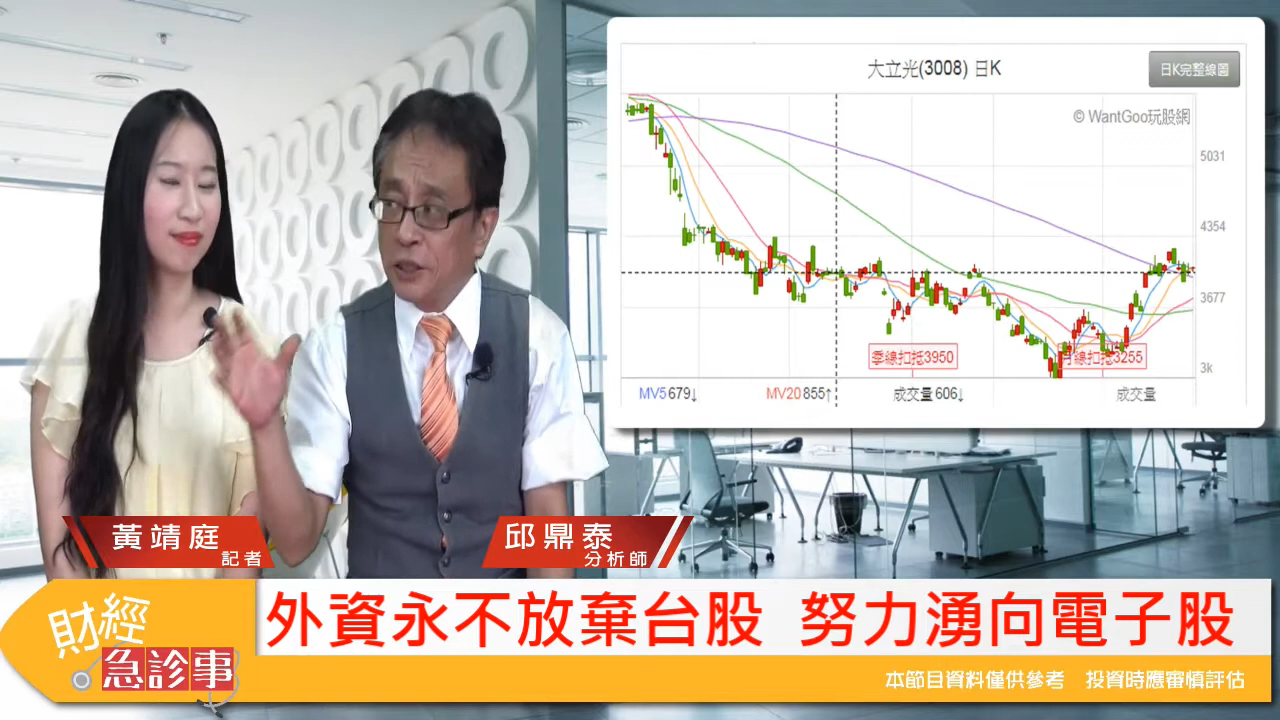 大立光(3008) 日K
日K完整線圖
© WantGoo玩股網
5031
4354
3677
3k
季線扣抵3950
月線扣抵3255
MV5 679↓
MV20 855↑
成交量 606↓
成交量
黃靖庭
記者
邱鼎泰
分析師
財經
急診事
外資永不放棄台股 努力湧向電子股
本節目資料僅供參考 投資時應審慎評估